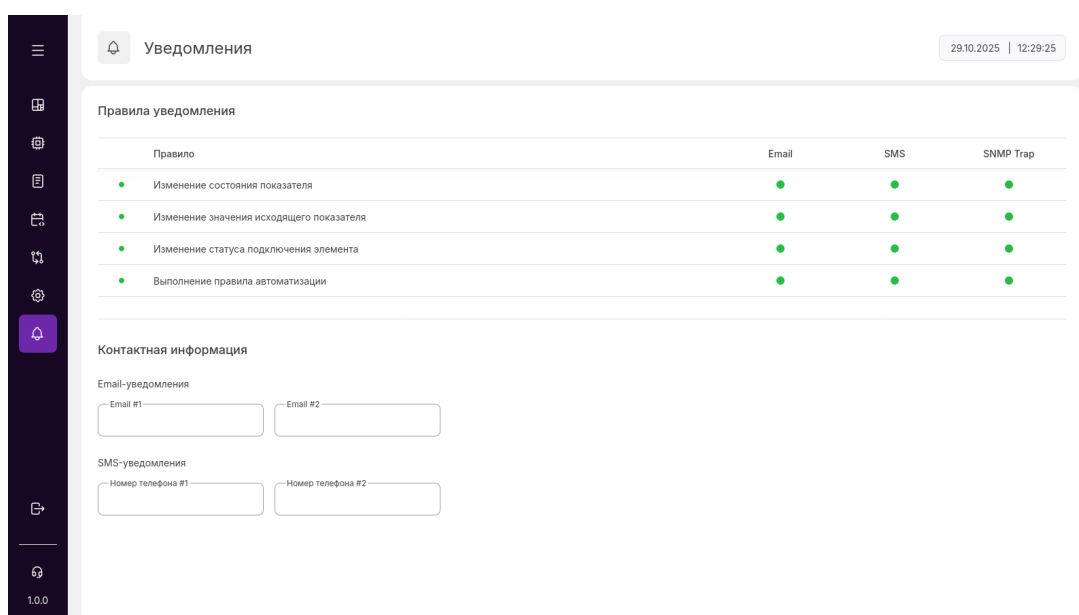 Уведомления
29.10.2025 | 12:29:25
Правила уведомления
Правило Email SMS SNMP Trap
Изменение состояния показателя
Изменение значения исходящего показателя
Изменение статуса подключения элемента
Выполнение правила автоматизации
Контактная информация
Email-уведомления
Email #1 Email #2
SMS-уведомления
Номер телефона #1 Номер телефона #2
1.0.0